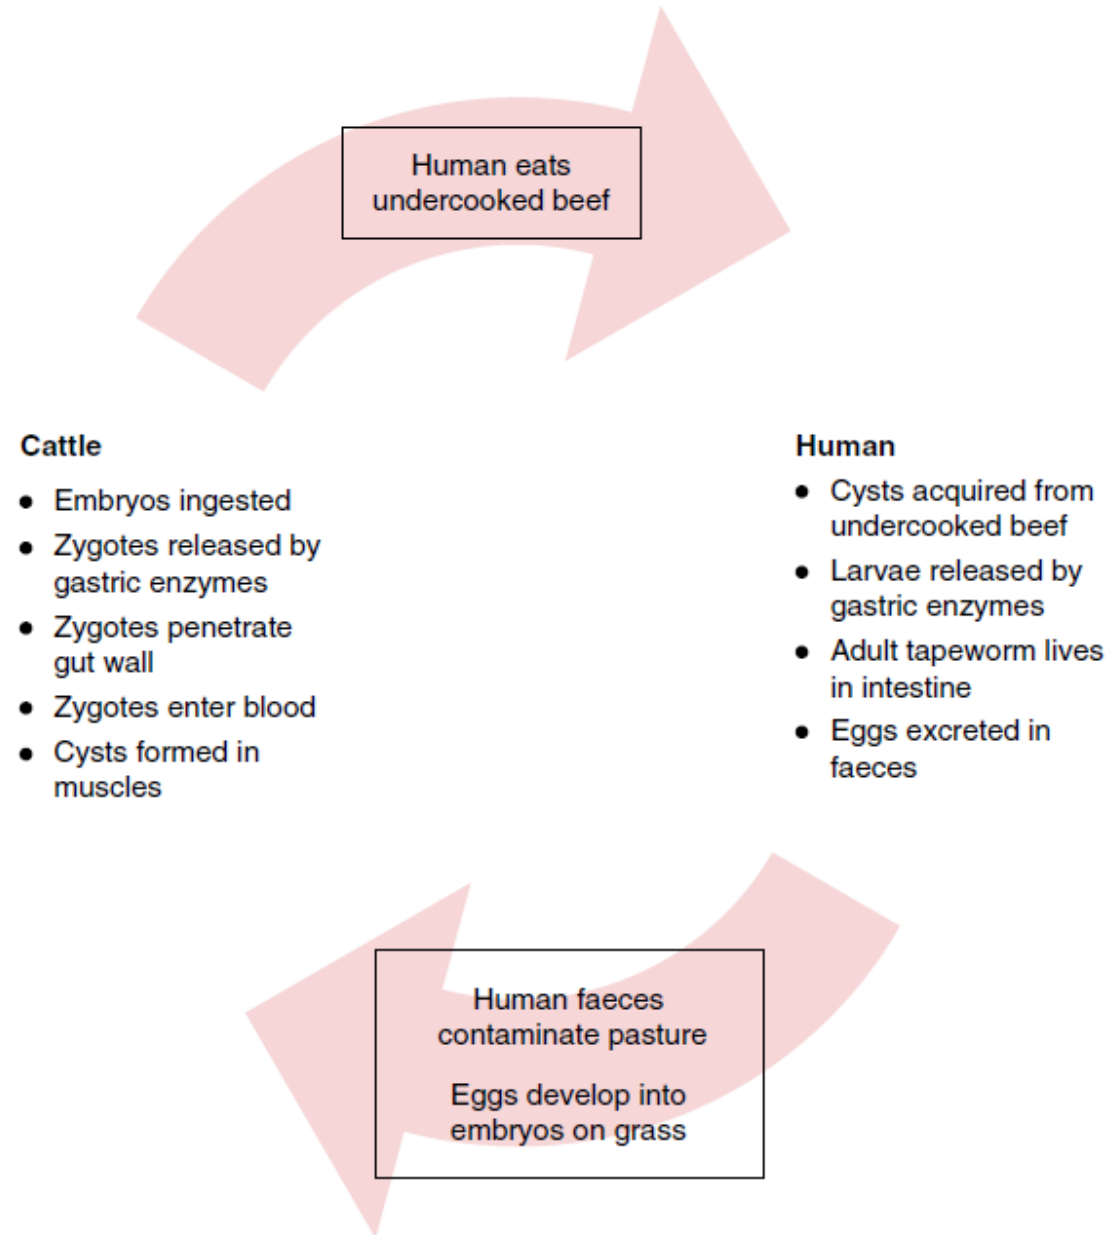 Human eats
undercooked beef
Cattle
• Embryos ingested
• Zygotes released by
gastric enzymes
• Zygotes penetrate
gut wall
• Zygotes enter blood
• Cysts formed in
muscles
Human
• Cysts acquired from
undercooked beef
• Larvae released by
gastric enzymes
• Adult tapeworm lives
in intestine
• Eggs excreted in
faeces
Human faeces
contaminate pasture
Eggs develop into
embryos on grass